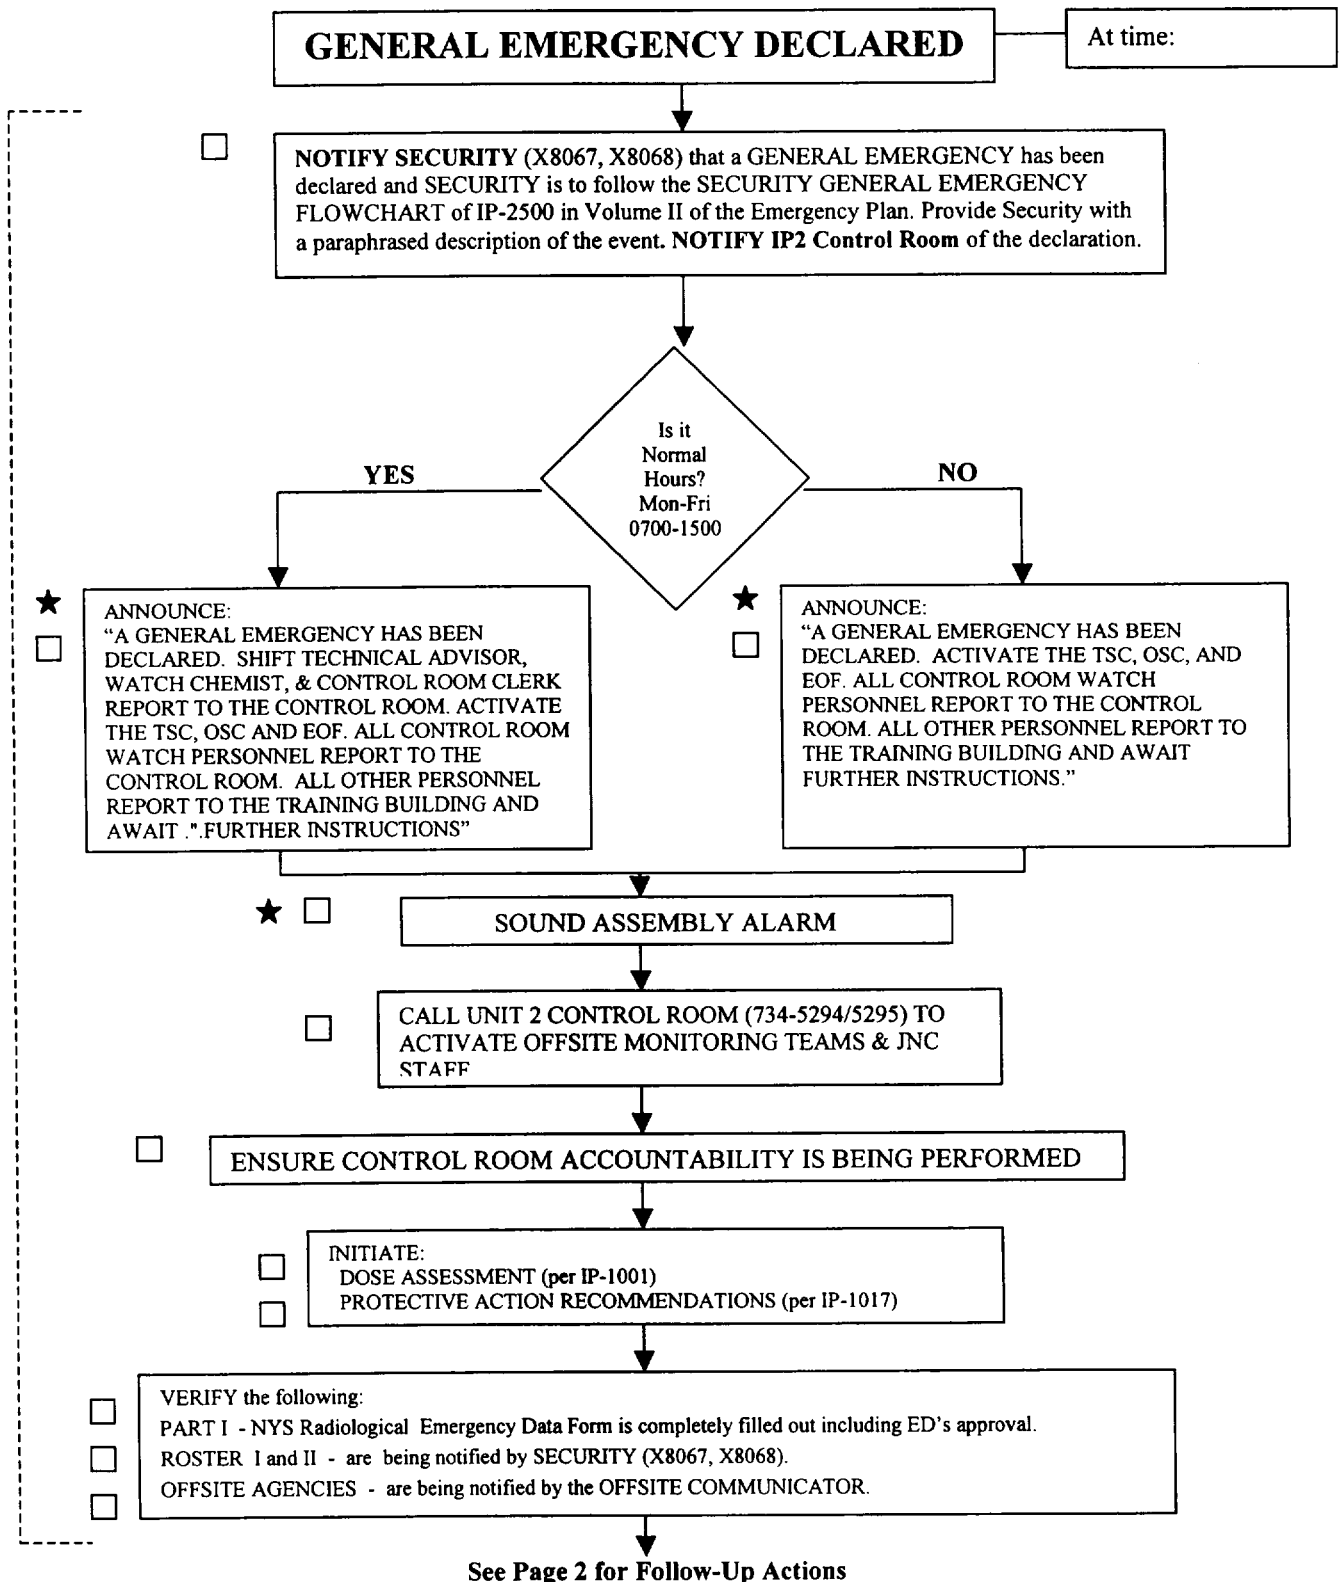 GENERAL EMERGENCY DECLARED
At time:
NOTIFY SECURITY (X8067, X8068) that a GENERAL EMERGENCY has been
declared and SECURITY is to follow the SECURITY GENERAL EMERGENCY
FLOWCHART of IP-2500 in Volume II of the Emergency Plan. Provide Security with
a paraphrased description of the event. NOTIFY IP2 Control Room of the declaration.
Is it
Normal
Hours?
Mon-Fri
0700-1500
YES
NO
ANNOUNCE:
“A GENERAL EMERGENCY HAS BEEN
DECLARED. SHIFT TECHNICAL ADVISOR,
WATCH CHEMIST, & CONTROL ROOM CLERK
REPORT TO THE CONTROL ROOM. ACTIVATE
THE TSC, OSC AND EOF. ALL CONTROL ROOM
WATCH PERSONNEL REPORT TO THE
CONTROL ROOM. ALL OTHER PERSONNEL
REPORT TO THE TRAINING BUILDING AND
AWAIT .".FURTHER INSTRUCTIONS”
ANNOUNCE:
“A GENERAL EMERGENCY HAS BEEN
DECLARED. ACTIVATE THE TSC, OSC, AND
EOF. ALL CONTROL ROOM WATCH
PERSONNEL REPORT TO THE CONTROL
ROOM. ALL OTHER PERSONNEL REPORT TO
THE TRAINING BUILDING AND AWAIT
FURTHER INSTRUCTIONS.”
SOUND ASSEMBLY ALARM
CALL UNIT 2 CONTROL ROOM (734-5294/5295) TO
ACTIVATE OFFSITE MONITORING TEAMS & JNC
STAFF
ENSURE CONTROL ROOM ACCOUNTABILITY IS BEING PERFORMED
INITIATE:
DOSE ASSESSMENT (per IP-1001)
PROTECTIVE ACTION RECOMMENDATIONS (per IP-1017)
VERIFY the following:
PART I - NYS Radiological Emergency Data Form is completely filled out including ED's approval.
ROSTER I and II - are being notified by SECURITY (X8067, X8068).
OFFSITE AGENCIES - are being notified by the OFFSITE COMMUNICATOR.
See Page 2 for Follow-Up Actions